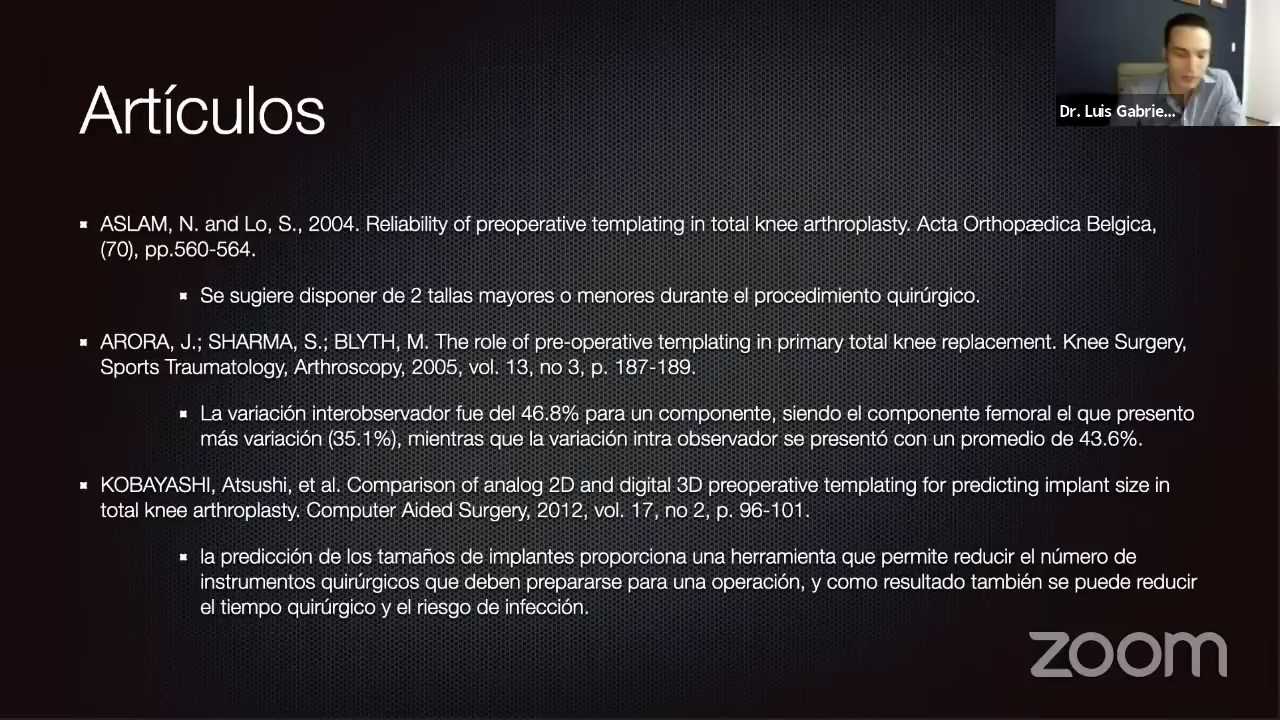 Artículos
Dr. Luis Gabrie...
ASLAM, N. and Lo, S., 2004. Reliability of preoperative templating in total knee arthroplasty. Acta Orthopædica Belgica,
(70), pp.560-564.
Se sugiere disponer de 2 tallas mayores o menores durante el procedimiento quirúrgico.
ARORA, J.; SHARMA, S.; BLYTH, M. The role of pre-operative templating in primary total knee replacement. Knee Surgery,
Sports Traumatology, Arthroscopy, 2005, vol. 13, no 3, p. 187-189.
La variación interobservador fue del 46.8% para un componente, siendo el componente femoral el que presento
más variación (35.1%), mientras que la variación intra observador se presentó con un promedio de 43.6%.
KOBAYASHI, Atsushi, et al. Comparison of analog 2D and digital 3D preoperative templating for predicting implant size in
total knee arthroplasty. Computer Aided Surgery, 2012, vol. 17, no 2, p. 96-101.
la predicción de los tamaños de implantes proporciona una herramienta que permite reducir el número de
instrumentos quirúrgicos que deben prepararse para una operación, y como resultado también se puede reducir
el tiempo quirúrgico y el riesgo de infección.
zoom